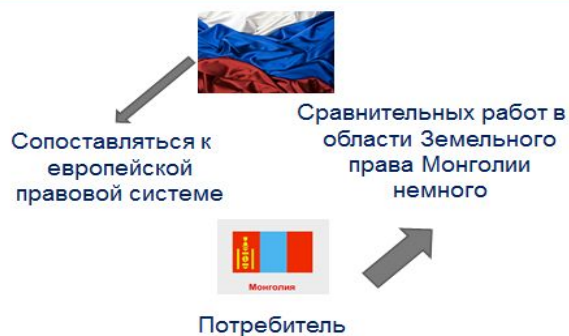 Сопоставляться к
европейской
правовой системе
Сравнительных работ в
области Земельного
права Монголии
немного
Монголия
Потребитель